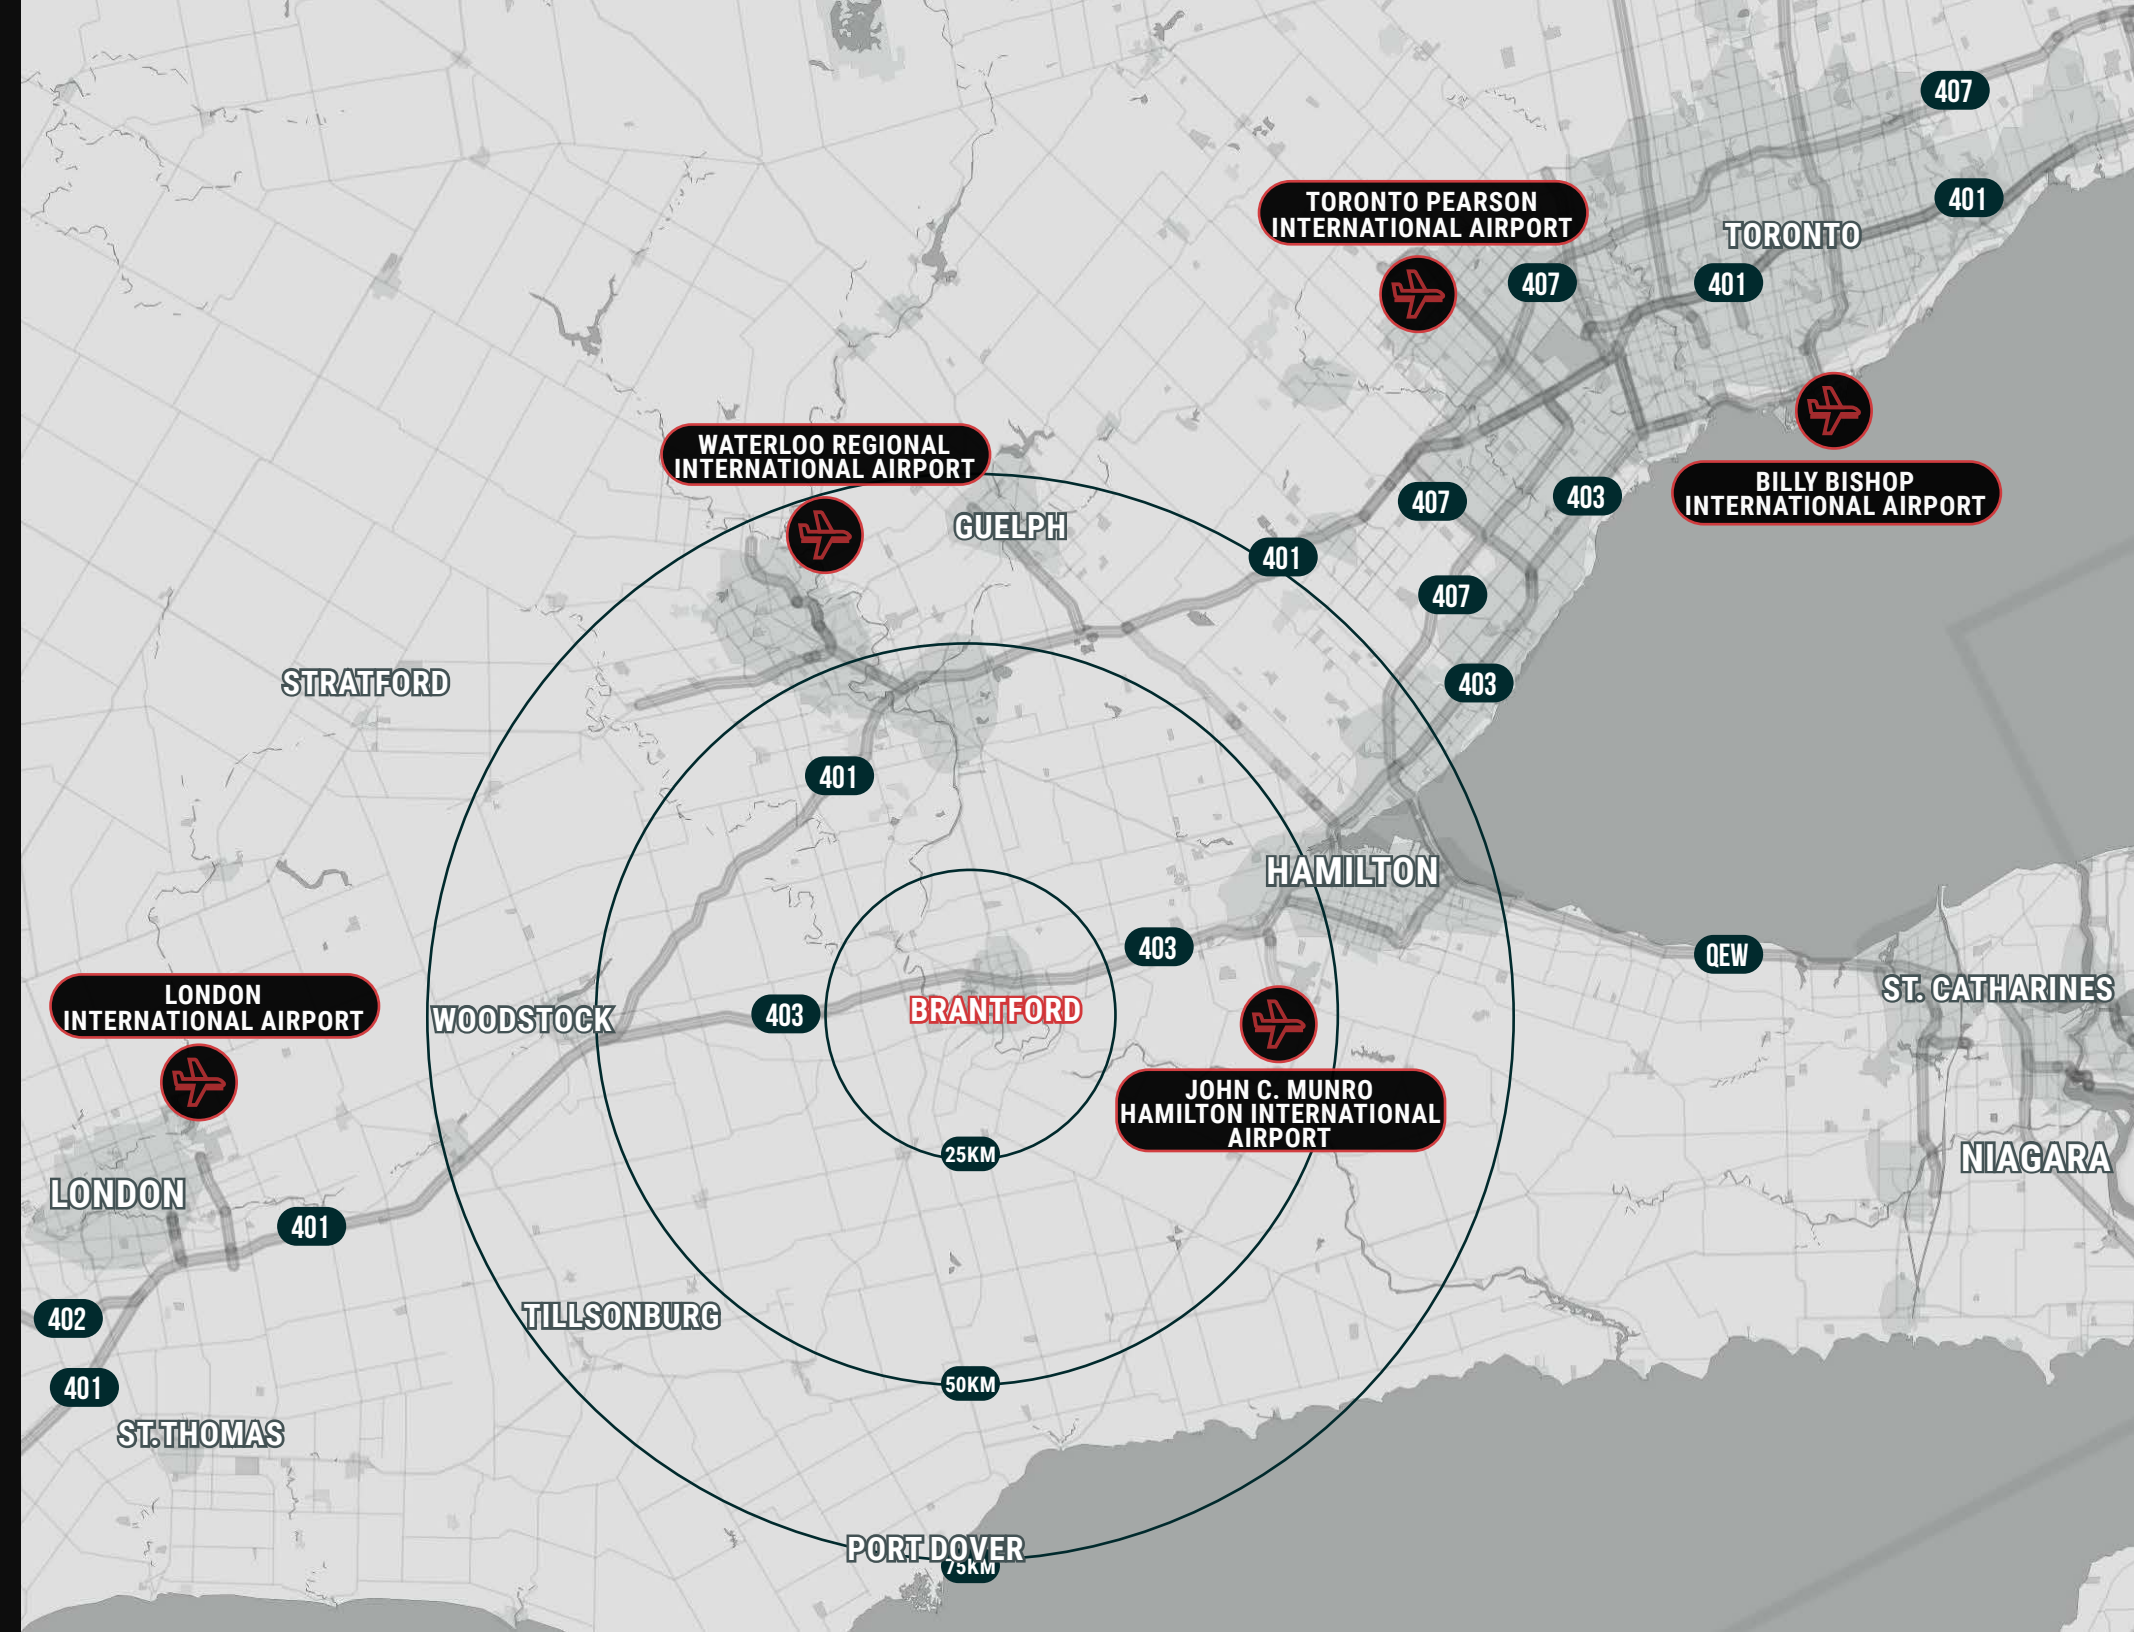 407
TORONTO PEARSON
INTERNATIONAL AIRPORT
401
TORONTO
407
401
WATERLOO REGIONAL
INTERNATIONAL AIRPORT
BILLY BISHOP
INTERNATIONAL AIRPORT
407
403
GUELPH
401
407
STRATFORD
403
401
HAMILTON
403
QEW
LONDON
INTERNATIONAL AIRPORT
WOODSTOCK
403
BRANTFORD
ST. CATHARINES
JOHN C. MUNRO
HAMILTON INTERNATIONAL
AIRPORT
25KM
NIAGARA
LONDON
401
402
TILLSONBURG
401
50KM
ST.THOMAS
PORT DOVER
75KM